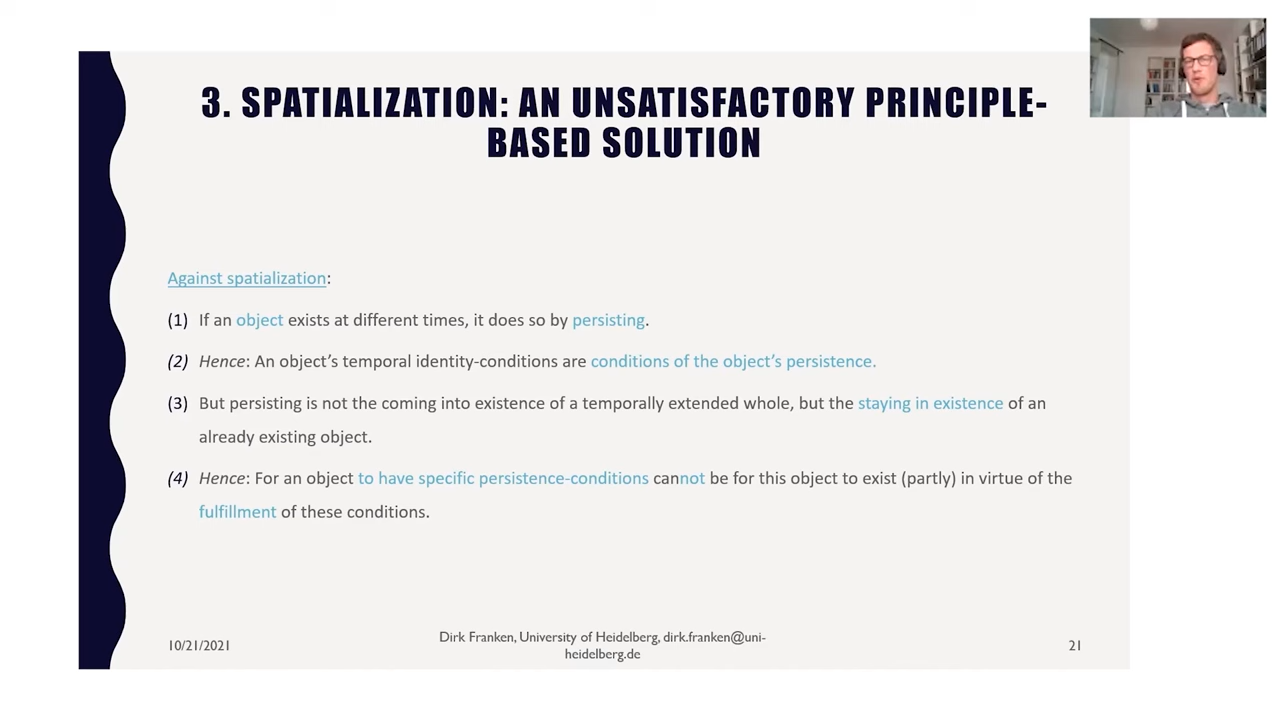 3. SPATIALIZATION: AN UNSATISFACTORY PRINCIPLE-
BASED SOLUTION
Against spatialization:
(1) If an object exists at different times, it does so by persisting.
(2) Hence: An object's temporal identity-conditions are conditions of the object's persistence.
(3) But persisting is not the coming into existence of a temporally extended whole, but the staying in existence of an
already existing object.
(4) Hence: For an object to have specific persistence-conditions cannot be for this object to exist (partly) in virtue of the
fulfillment of these conditions.
10/21/2021
Dirk Franken, University of Heidelberg, dirk.franken@uni-
heidelberg.de
21